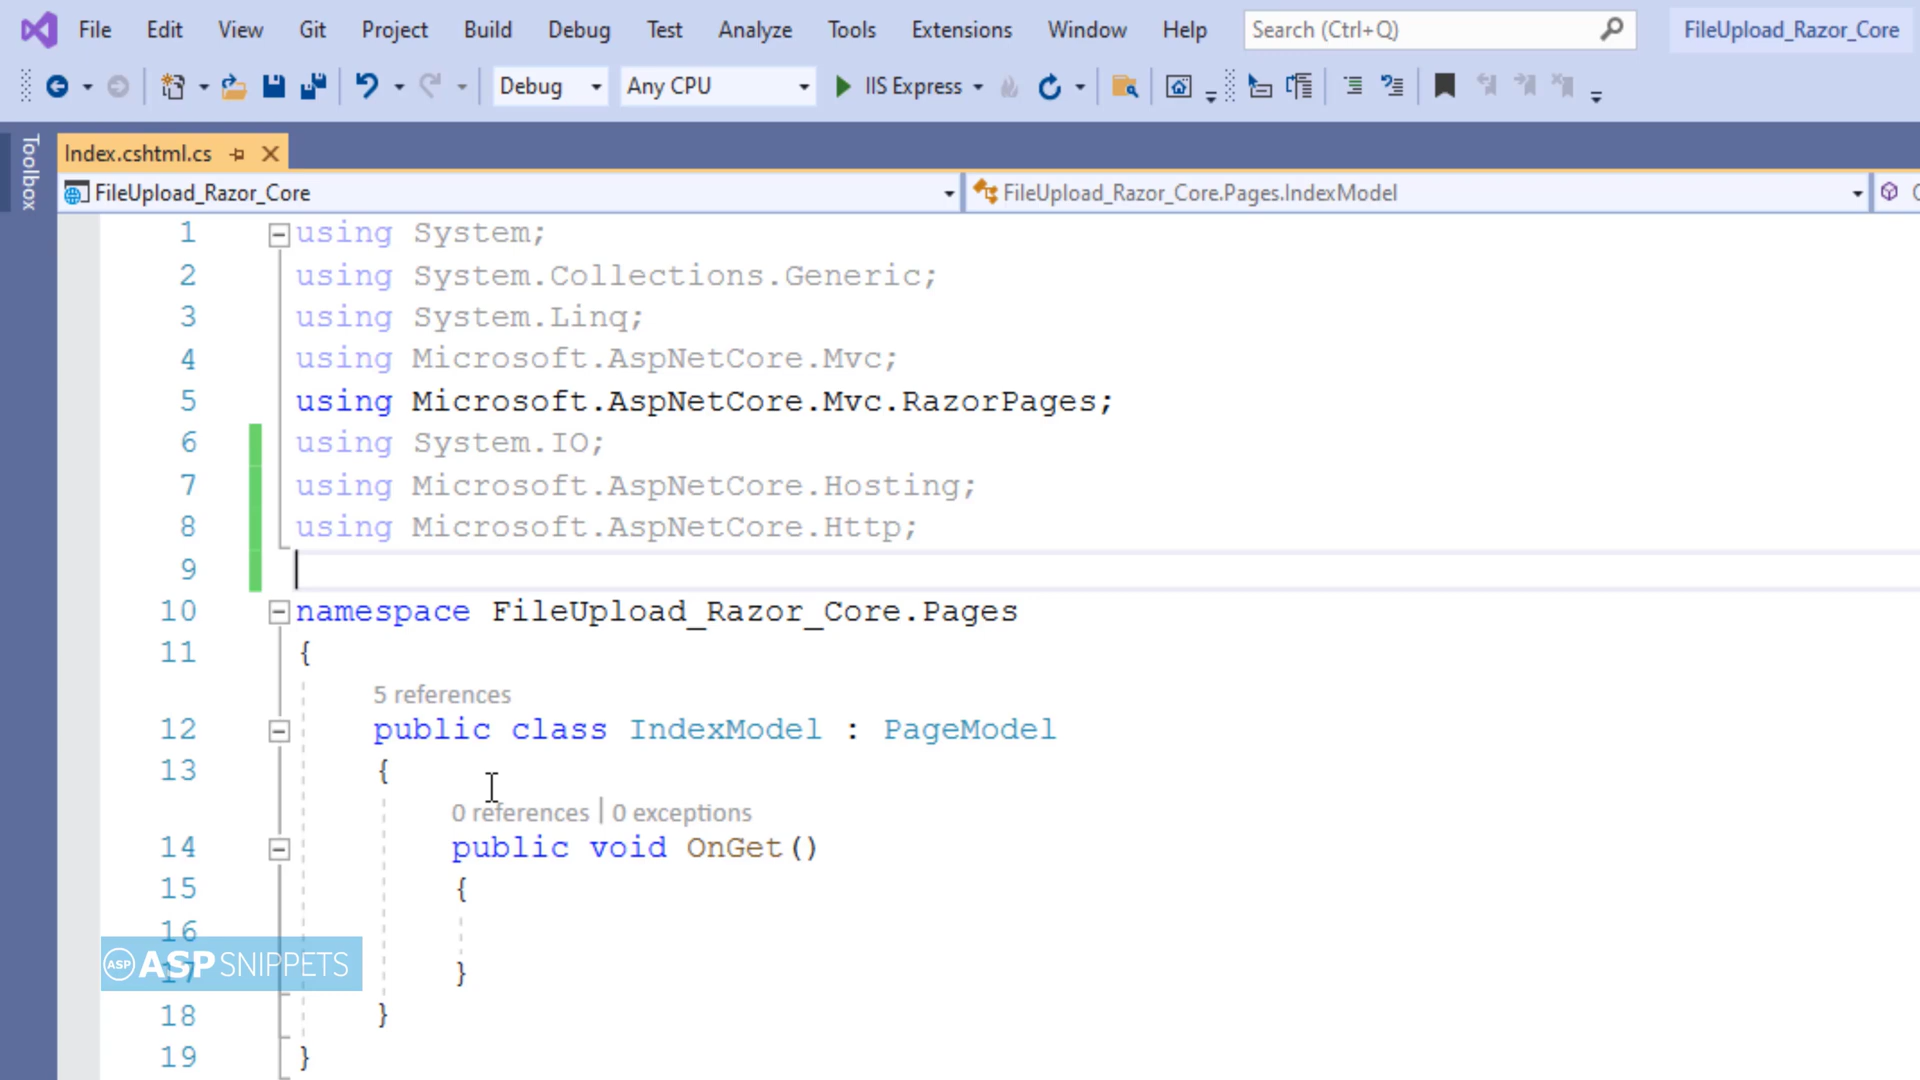 File Edit View Git Project Build Debug Test Analyze Tools Extensions Window Help Search (Ctrl+Q) FileUpload_Razor_Core
Debug Any CPU IIS Express
Toolbox
Index.cshtml.cs
FileUpload_Razor_Core FileUpload_Razor_Core.Pages.IndexModel
1 using System;
2 using System.Collections.Generic;
3 using System.Linq;
4 using Microsoft.AspNetCore.Mvc;
5 using Microsoft.AspNetCore.Mvc.RazorPages;
6 using System.IO;
7 using Microsoft.AspNetCore.Hosting;
8 using Microsoft.AspNetCore.Http;
9
10 namespace FileUpload_Razor_Core.Pages
11 {
5 references
12 public class IndexModel : PageModel
13 {
0 references | 0 exceptions
14 public void OnGet()
15 {
16
17 }
ASP ASPSNIPPETS
18 }
19 }